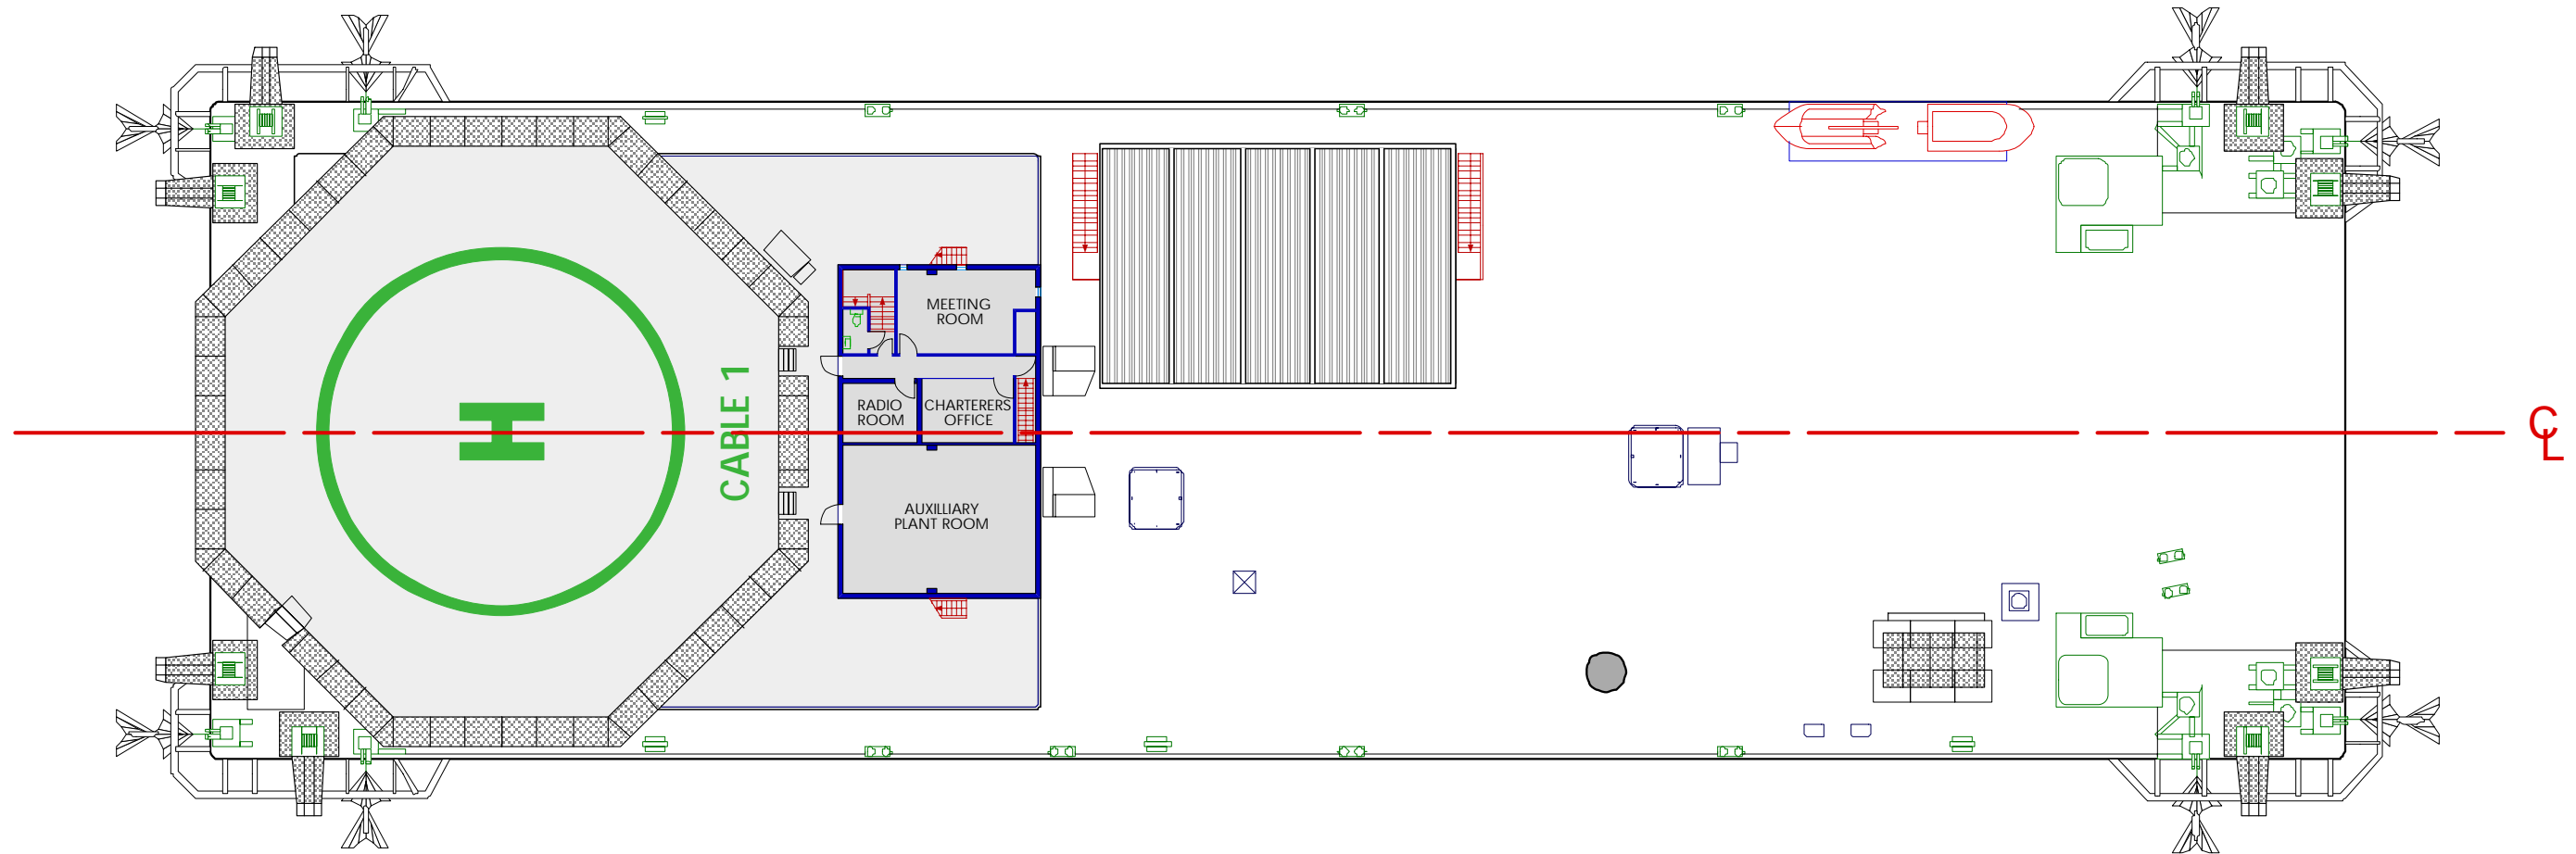 MEETING
ROOM
RADIO
ROOM
CHARTERERS
OFFICE
AUXILLIARY
PLANT ROOM
H
CABLE 1
CL